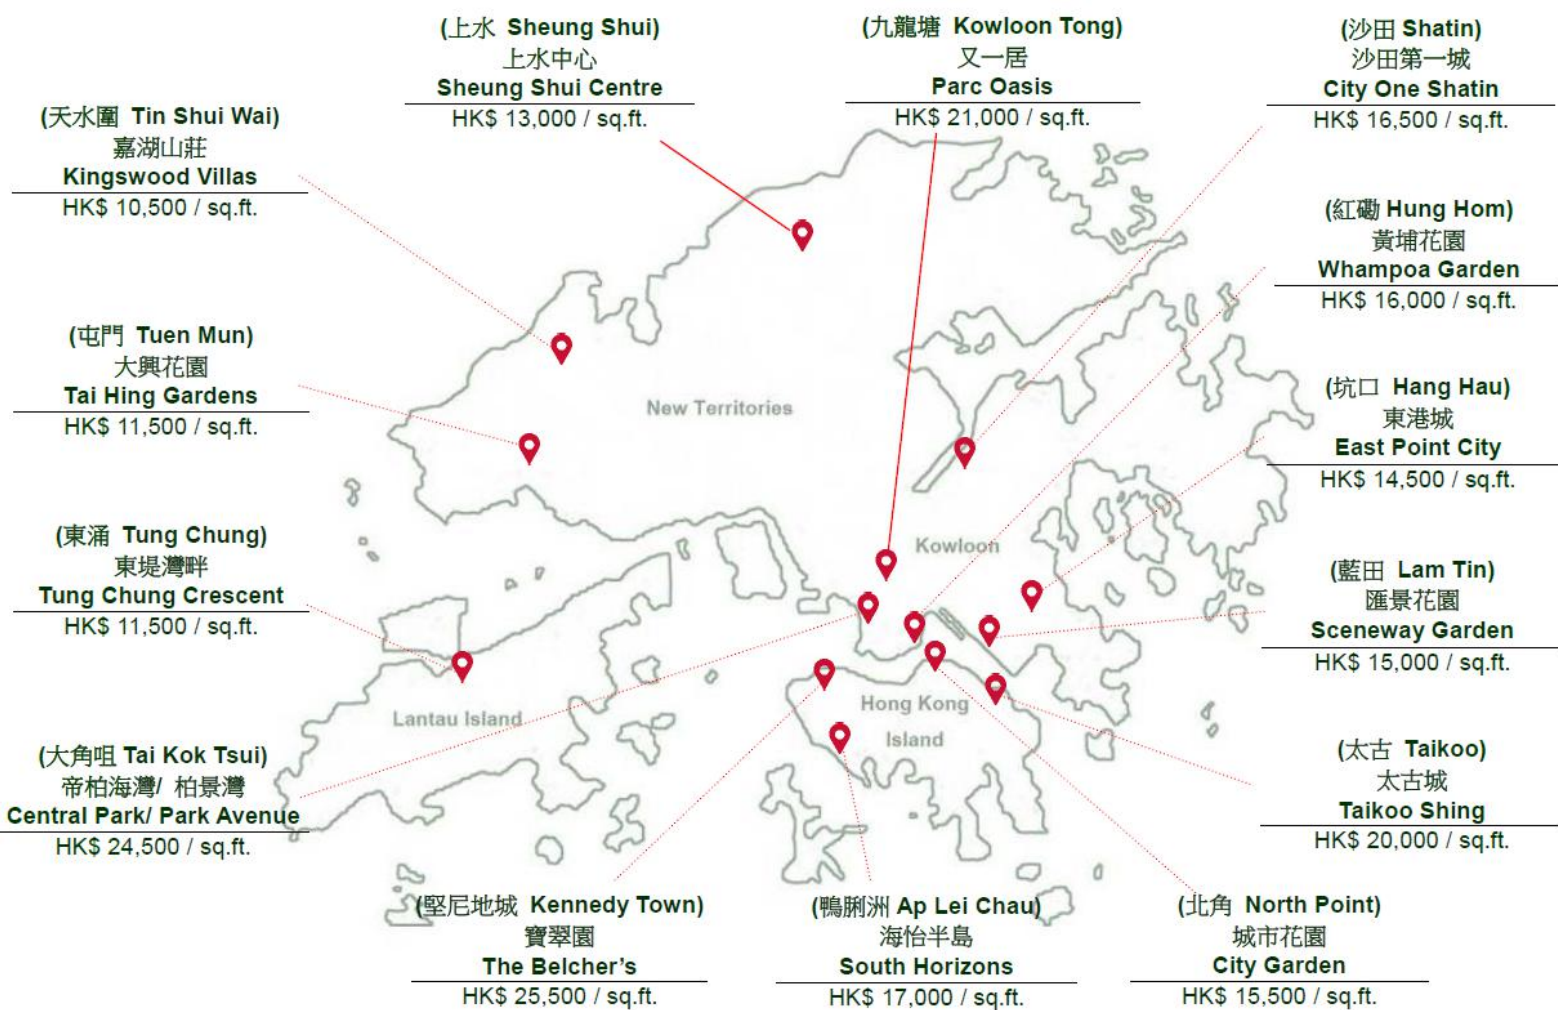 (上水 Sheung Shui)
上水中心
Sheung Shui Centre
HK$ 13,000 / sq.ft.
(九龍塘 Kowloon Tong)
又一居
Parc Oasis
HK$ 21,000 / sq.ft.
(沙田 Shatin)
沙田第一城
City One Shatin
HK$ 16,500 / sq.ft.
(天水圍 Tin Shui Wai)
嘉湖山莊
Kingswood Villas
HK$ 10,500 / sq.ft.
(紅磡 Hung Hom)
黃埔花園
Whampoa Garden
HK$ 16,000 / sq.ft.
(屯門 Tuen Mun)
大興花園
Tai Hing Gardens
HK$ 11,500 / sq.ft.
New Territories
(坑口 Hang Hau)
東港城
East Point City
HK$ 14,500 / sq.ft.
(東涌 Tung Chung)
東堤灣畔
Tung Chung Crescent
HK$ 11,500 / sq.ft.
Kowloon
(藍田 Lam Tin)
匯景花園
Sceneway Garden
HK$ 15,000 / sq.ft.
Lantau Island
Hong Kong
Island
(大角咀 Tai Kok Tsui)
帝柏海灣/ 柏景灣
Central Park/ Park Avenue
HK$ 24,500 / sq.ft.
(太古 Taikoo)
太古城
Taikoo Shing
HK$ 20,000 / sq.ft.
(堅尼地城 Kennedy Town)
寶翠園
The Belcher’s
HK$ 25,500 / sq.ft.
(鴨脷洲 Ap Lei Chau)
海怡半島
South Horizons
HK$ 17,000 / sq.ft.
(北角 North Point)
城市花園
City Garden
HK$ 15,500 / sq.ft.